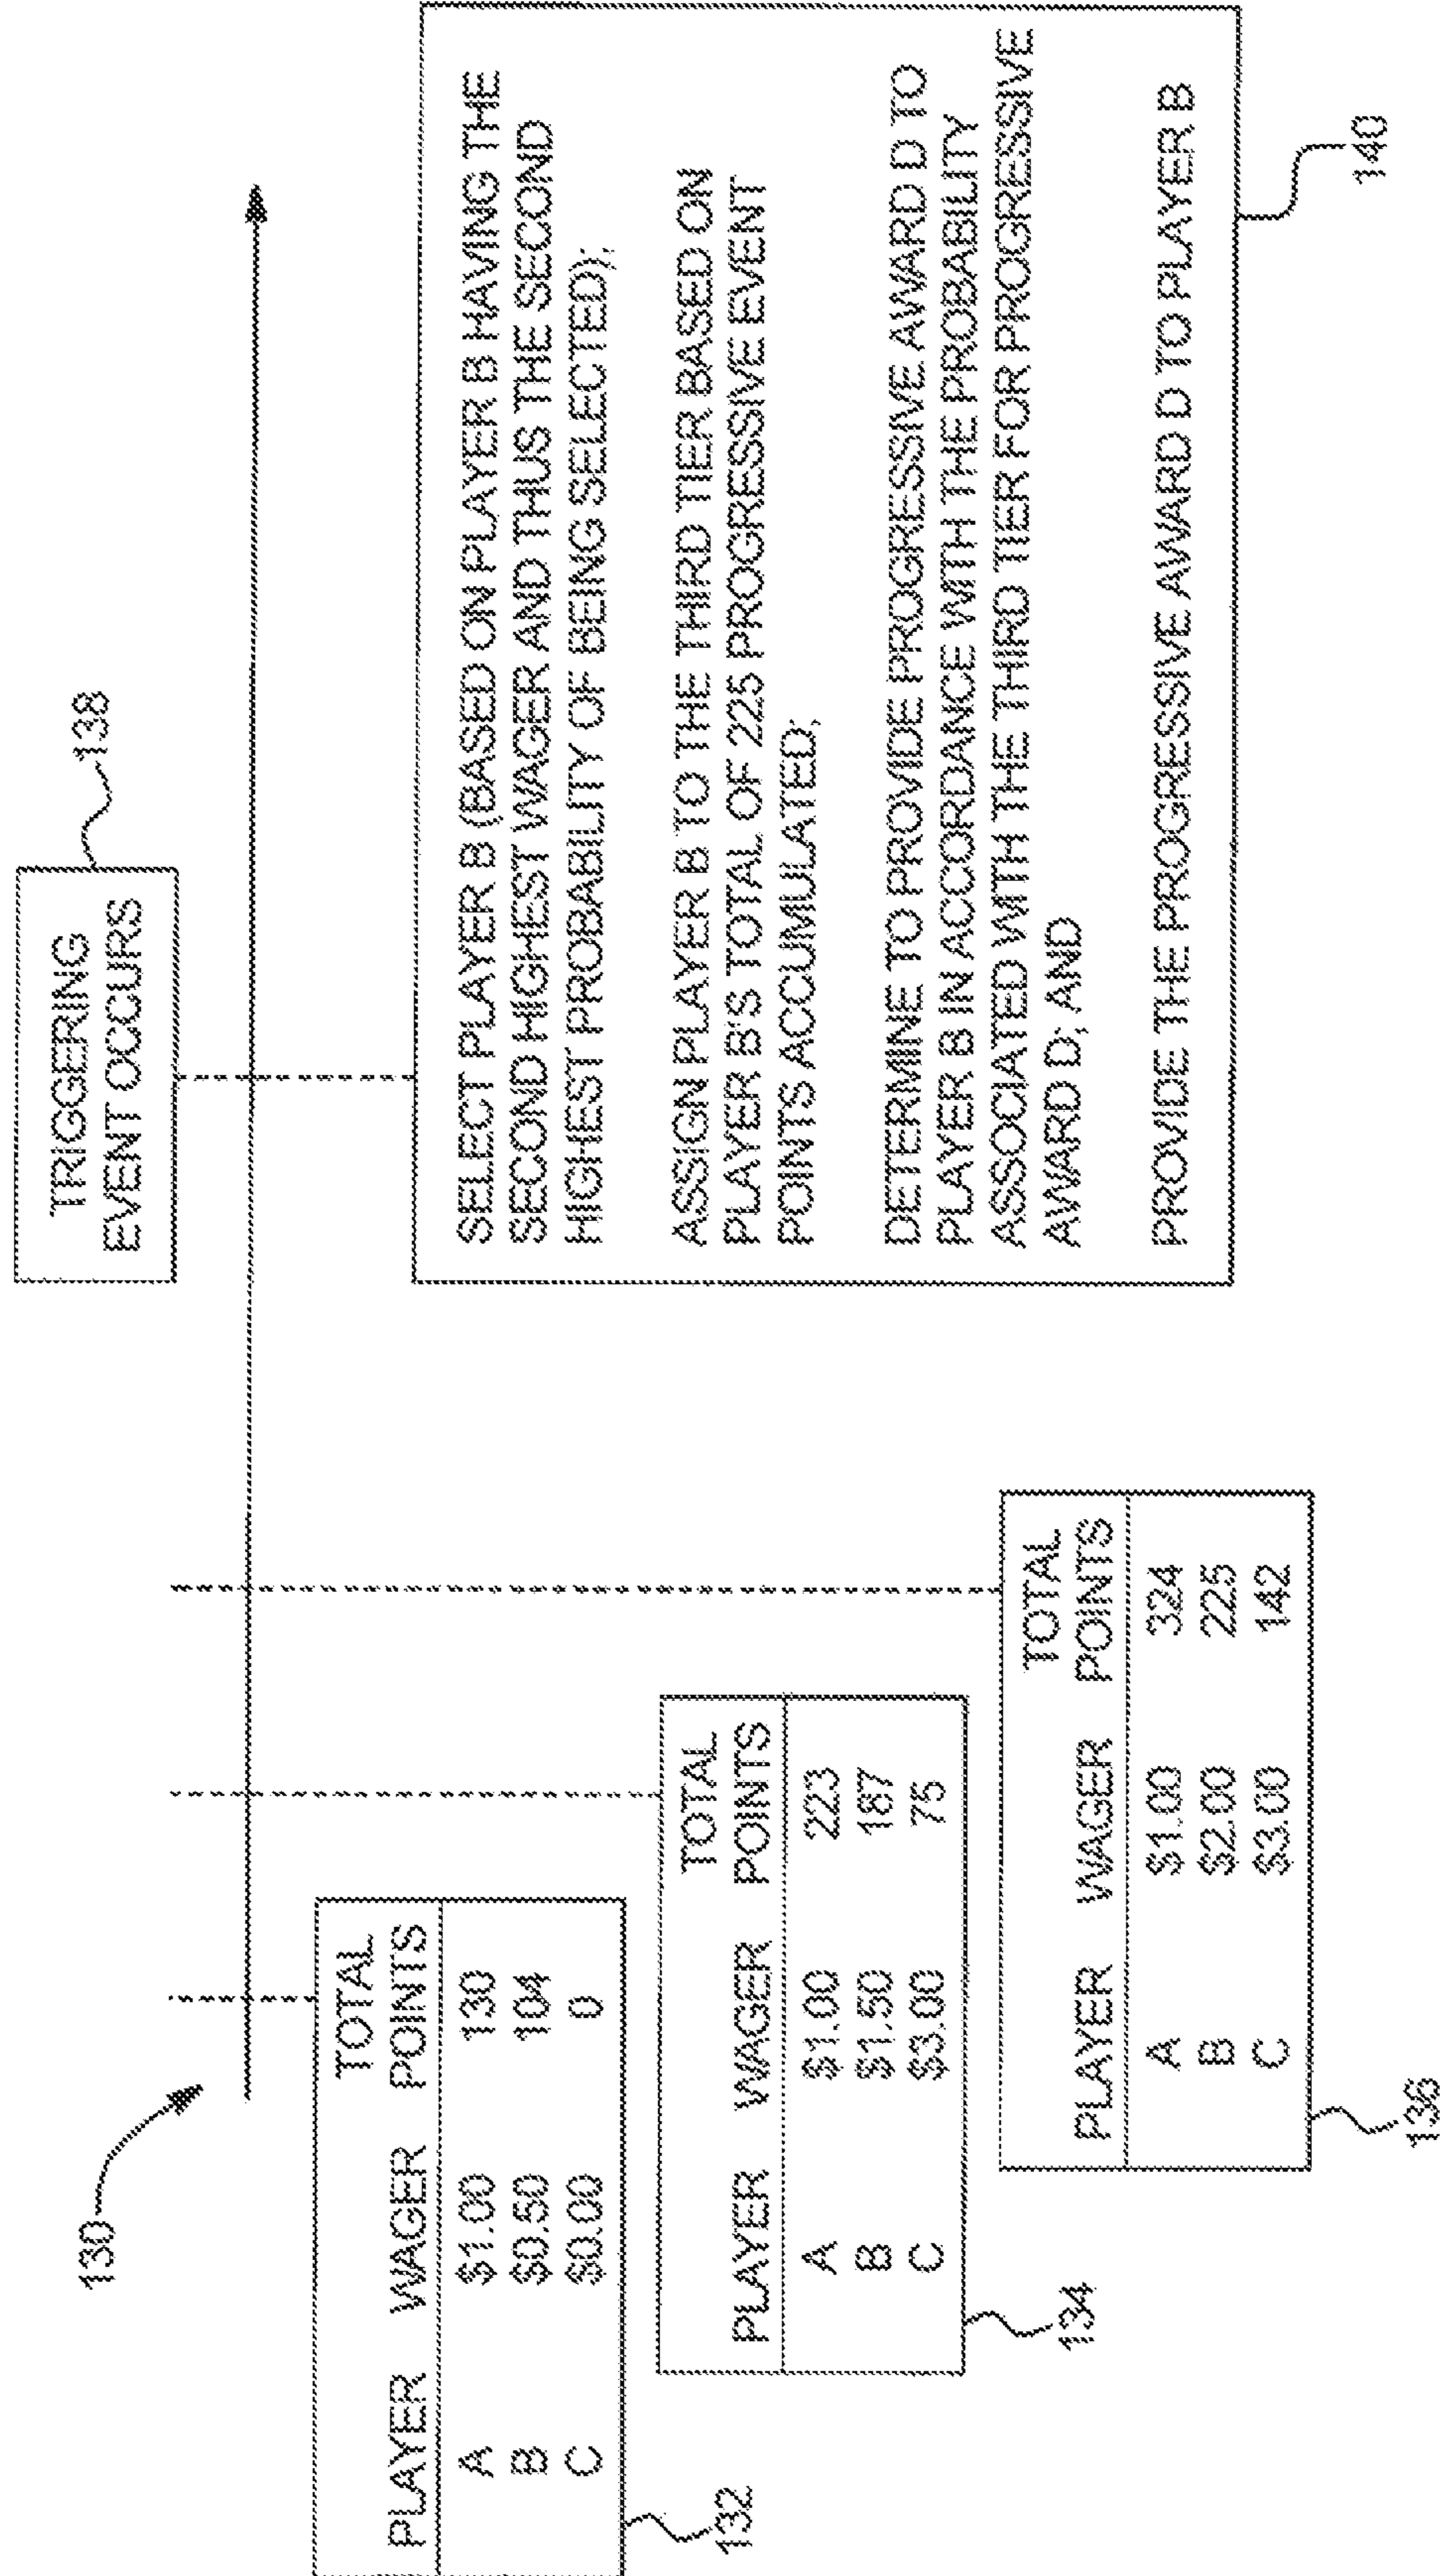 130
TRIGGERING
EVENT OCCURS
138
PLAYER WAGER TOTAL POINTS
A $1.00 130
B $0.50 104
C $0.00 0
132
PLAYER WAGER TOTAL POINTS
A $1.00 223
B $1.50 187
C $3.00 75
134
PLAYER WAGER TOTAL POINTS
A $1.00 324
B $2.00 225
C $3.00 142
136
SELECT PLAYER B (BASED ON PLAYER B HAVING THE
SECOND HIGHEST WAGER AND THUS THE SECOND
HIGHEST PROBABILITY OF BEING SELECTED);
ASSIGN PLAYER B TO THE THIRD TIER BASED ON
PLAYER B'S TOTAL OF 225 PROGRESSIVE EVENT
POINTS ACCUMULATED;
DETERMINE TO PROVIDE PROGRESSIVE AWARD D TO
PLAYER B IN ACCORDANCE WITH THE PROBABILITY
ASSOCIATED WITH THE THIRD TIER FOR PROGRESSIVE
AWARD D; AND
PROVIDE THE PROGRESSIVE AWARD D TO PLAYER B
140